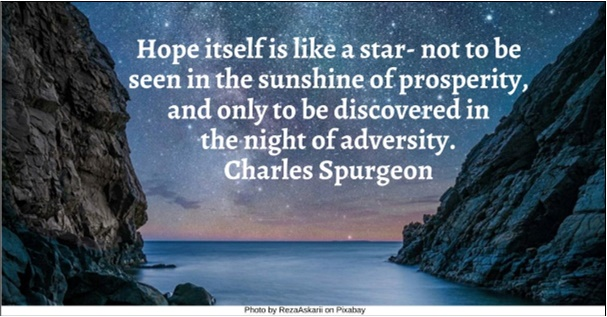 Hope itself is like a star- not to be
seen in the sunshine of prosperity,
and only to be discovered in
the night of adversity.
Charles Spurgeon
Photo by RezaAskarii on Pixabay